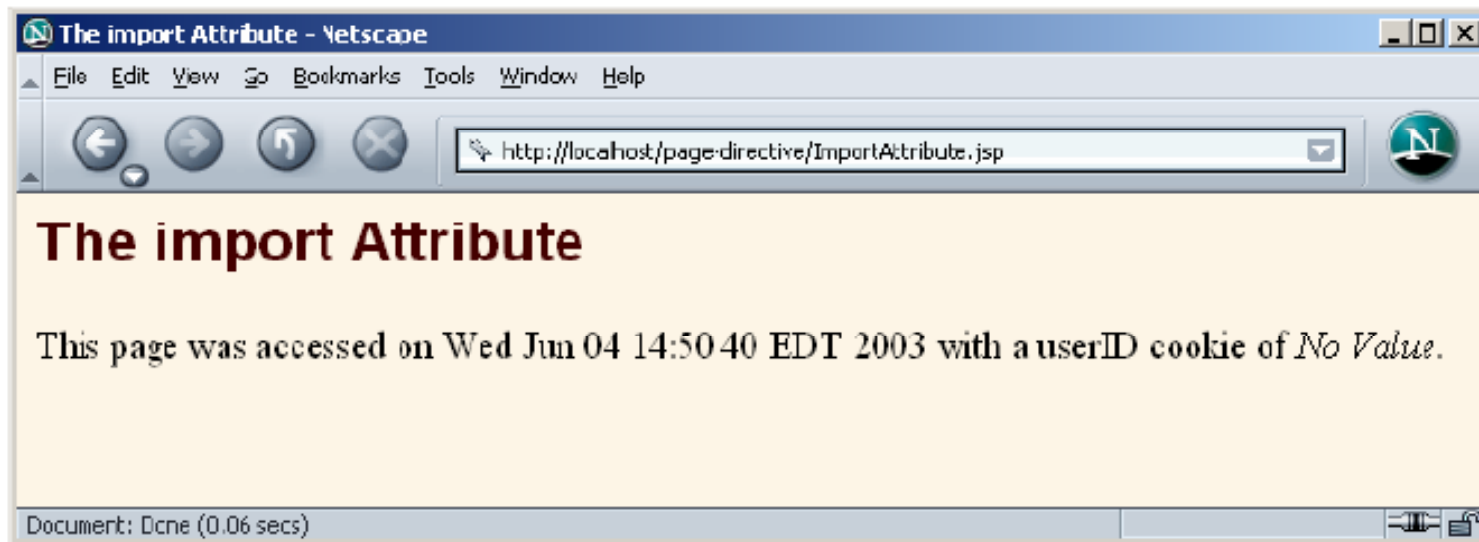 The import Attribute - Netscape
File Edit View Go Bookmarks Tools Window Help
http://localhost/page-directive/ImportAttribute.jsp
N
The import Attribute
This page was accessed on Wed Jun 04 14:50:40 EDT 2003 with a userID cookie of No Value.
Document: Done (0.06 secs)